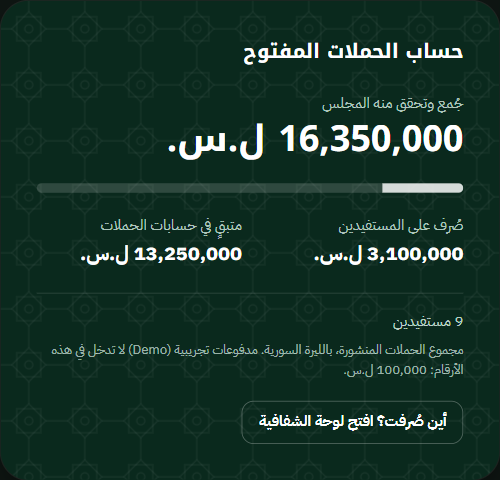 حساب الحملات المفتوح
جُمع وتحقق منه المجلس
16,350,000 ل.س.
صُرف على المستفيدين
3,100,000 ل.س.
متبقٍ في حسابات الحملات
13,250,000 ل.س.
9 مستفيدين
مجموع الحملات المنشورة، بالليرة السورية. مدفوعات تجريبية (Demo) لا تدخل في هذه
الأرقام: 100,000 ل.س.
أين صُرفت؟ افتح لوحة الشفافية